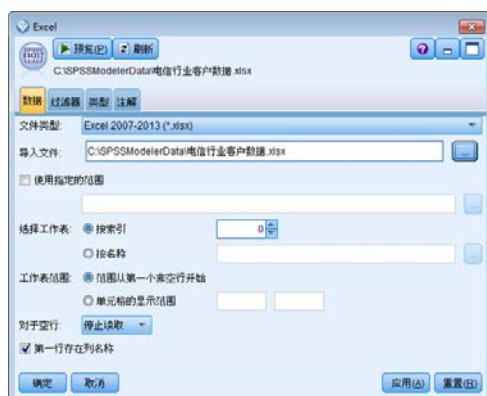 Excel
预览(P) 2 刷新
C:\SPSSModelerData\电信行业客户数据.xlsx
数据 过滤器 类型 注解
文件类型: Excel 2007-2013 (*.xlsx)
导入文件: C:\SPSSModelerData\电信行业客户数据.xlsx ...
使用指定的范围
...
选择工作表: 按索引 0
按名称 ...
工作表范围: 范围从第一个非空行开始
单元格的显示范围
对于空行: 停止读取
第一行存在列名称
确定 取消 应用(A) 重置(R)